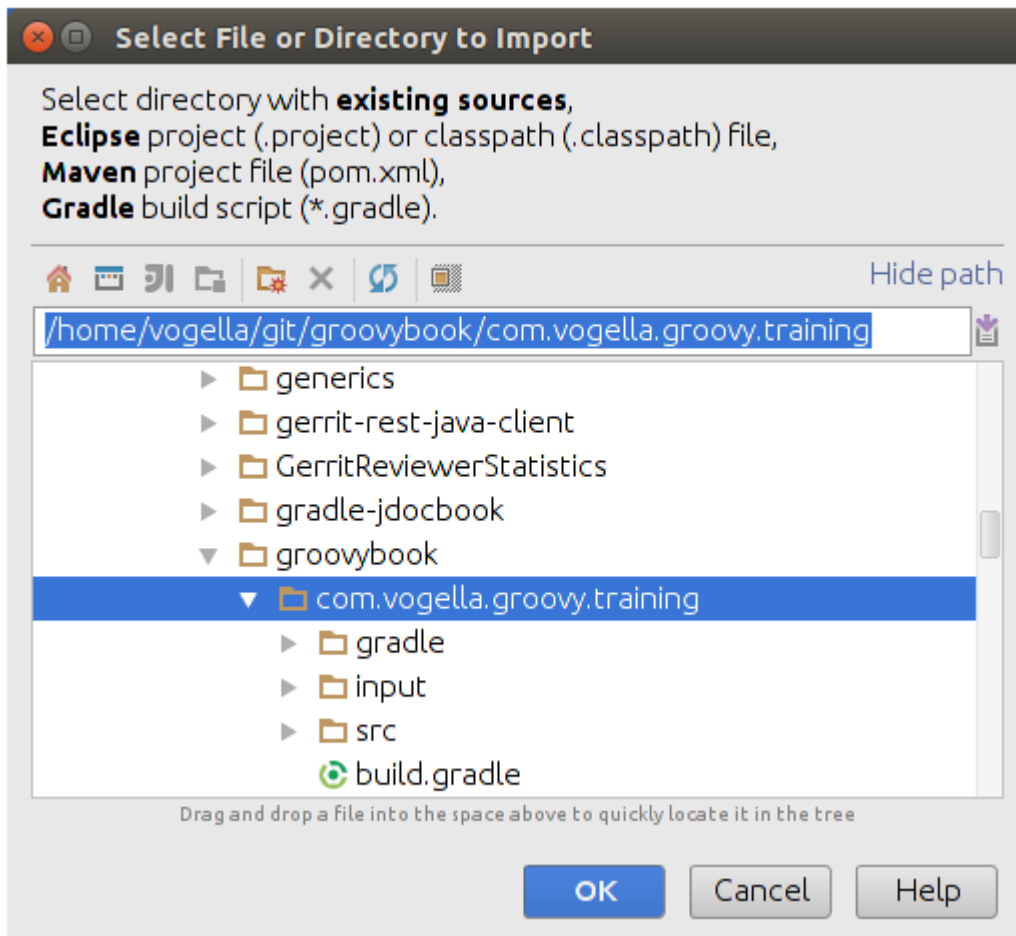 Select File or Directory to Import
Select directory with existing sources,
Eclipse project (.project) or classpath (.classpath) file,
Maven project file (pom.xml),
Gradle build script (*.gradle).
Hide path
/home/vogella/git/groovybook/com.vogella.groovy.training
generics
gerrit-rest-java-client
GerritReviewerStatistics
gradle-jdocbook
groovybook
com.vogella.groovy.training
gradle
input
src
build.gradle
Drag and drop a file into the space above to quickly locate it in the tree
OK Cancel Help